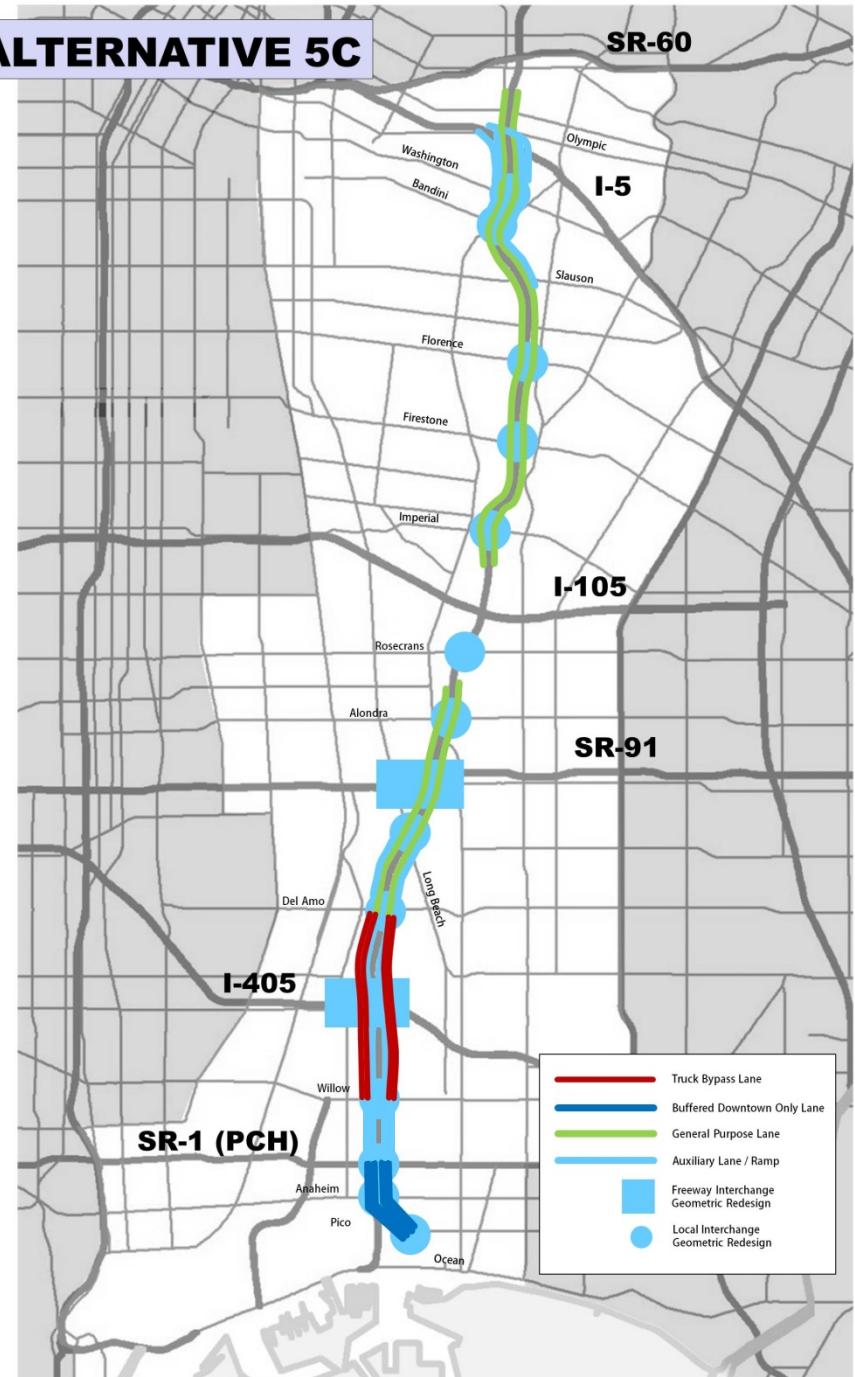 ALTERNATIVE 5C
SR-60
Olympic
Washington
I-5
Bandini
Slauson
Florence
Firestone
Imperial
I-105
Rosecrans
Alondra
SR-91
Long Beach
Del Amo
I-405
Willow
SR-1 (PCH)
Anaheim
Pico
Ocean
Truck Bypass Lane
Buffered Downtown Only Lane
General Purpose Lane
Auxiliary Lane / Ramp
Freeway Interchange
Geometric Redesign
Local Interchange
Geometric Redesign